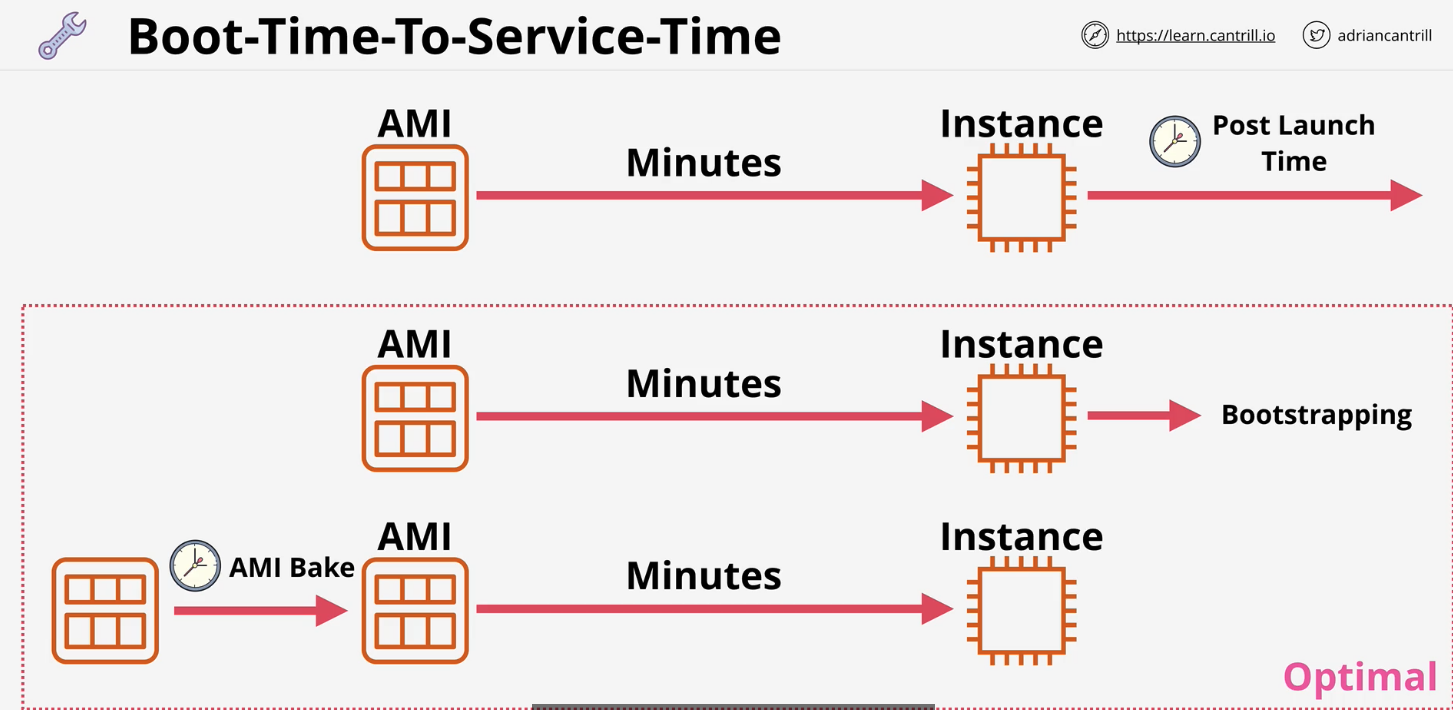 Boot-Time-To-Service-Time
https://learn.cantrill.io
adriancantrill
AMI
Minutes
Instance
Post Launch
Time
AMI
Minutes
Instance
Bootstrapping
AMI Bake
AMI
Minutes
Instance
Optimal